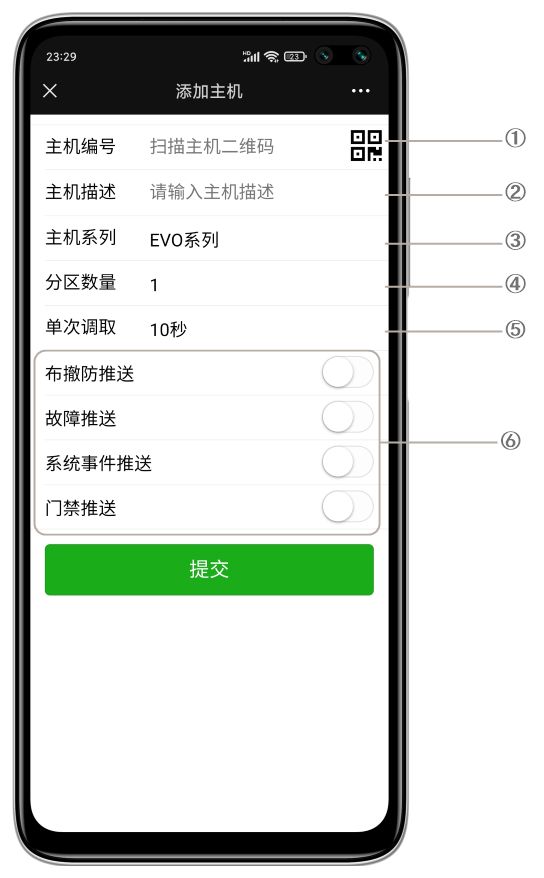 23:29 HD 23
添加主机
主机编号 扫描主机二维码 ①
主机描述 请输入主机描述 ②
主机系列 EVO系列 ③
分区数量 1 ④
单次调取 10秒 ⑤
布撤防推送
故障推送
⑥
系统事件推送
门禁推送
提交